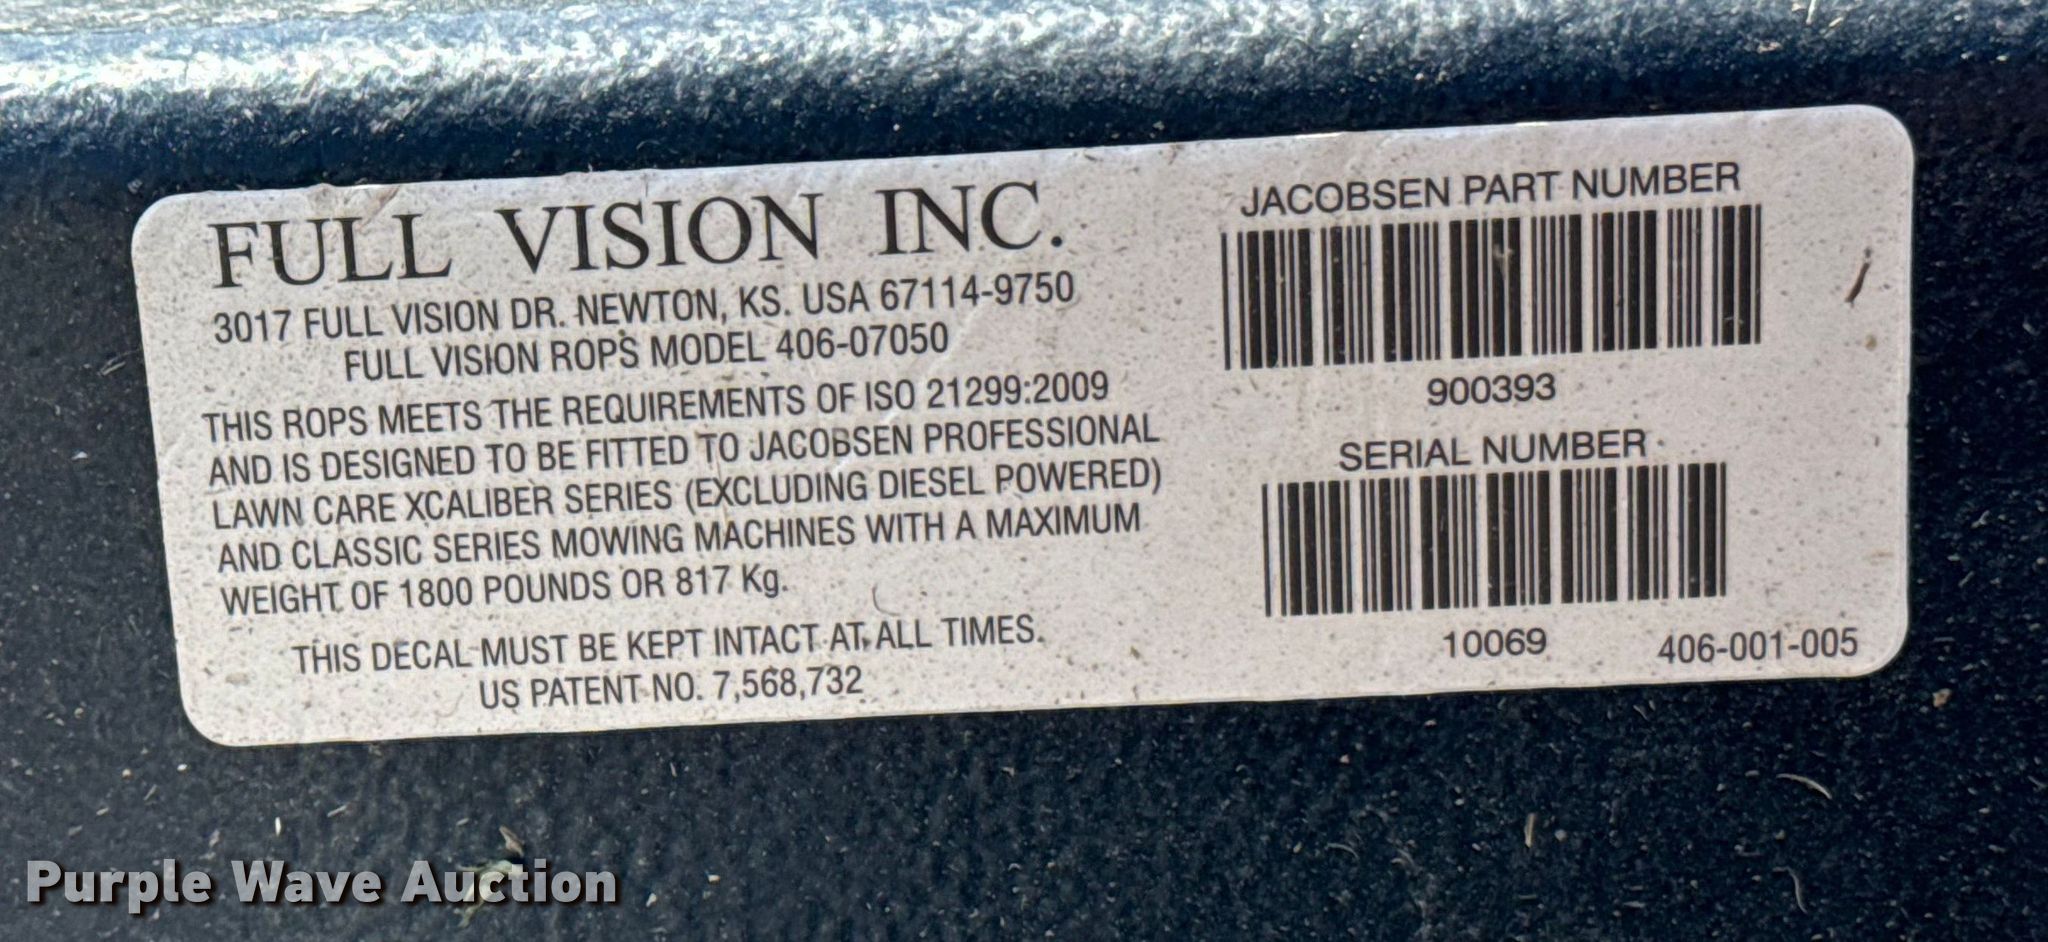 FULL VISION INC.
3017 FULL VISION DR. NEWTON, KS. USA 67114-9750
FULL VISION ROPS MODEL 406-07050
THIS ROPS MEETS THE REQUIREMENTS OF ISO 21299:2009
AND IS DESIGNED TO BE FITTED TO JACOBSEN PROFESSIONAL
LAWN CARE XCALIBER SERIES (EXCLUDING DIESEL POWERED)
AND CLASSIC SERIES MOWING MACHINES WITH A MAXIMUM
WEIGHT OF 1800 POUNDS OR 817 Kg.
THIS DECAL MUST BE KEPT INTACT AT ALL TIMES.
US PATENT NO. 7,568,732
JACOBSEN PART NUMBER
900393
SERIAL NUMBER
10069
406-001-005
Purple Wave Auction